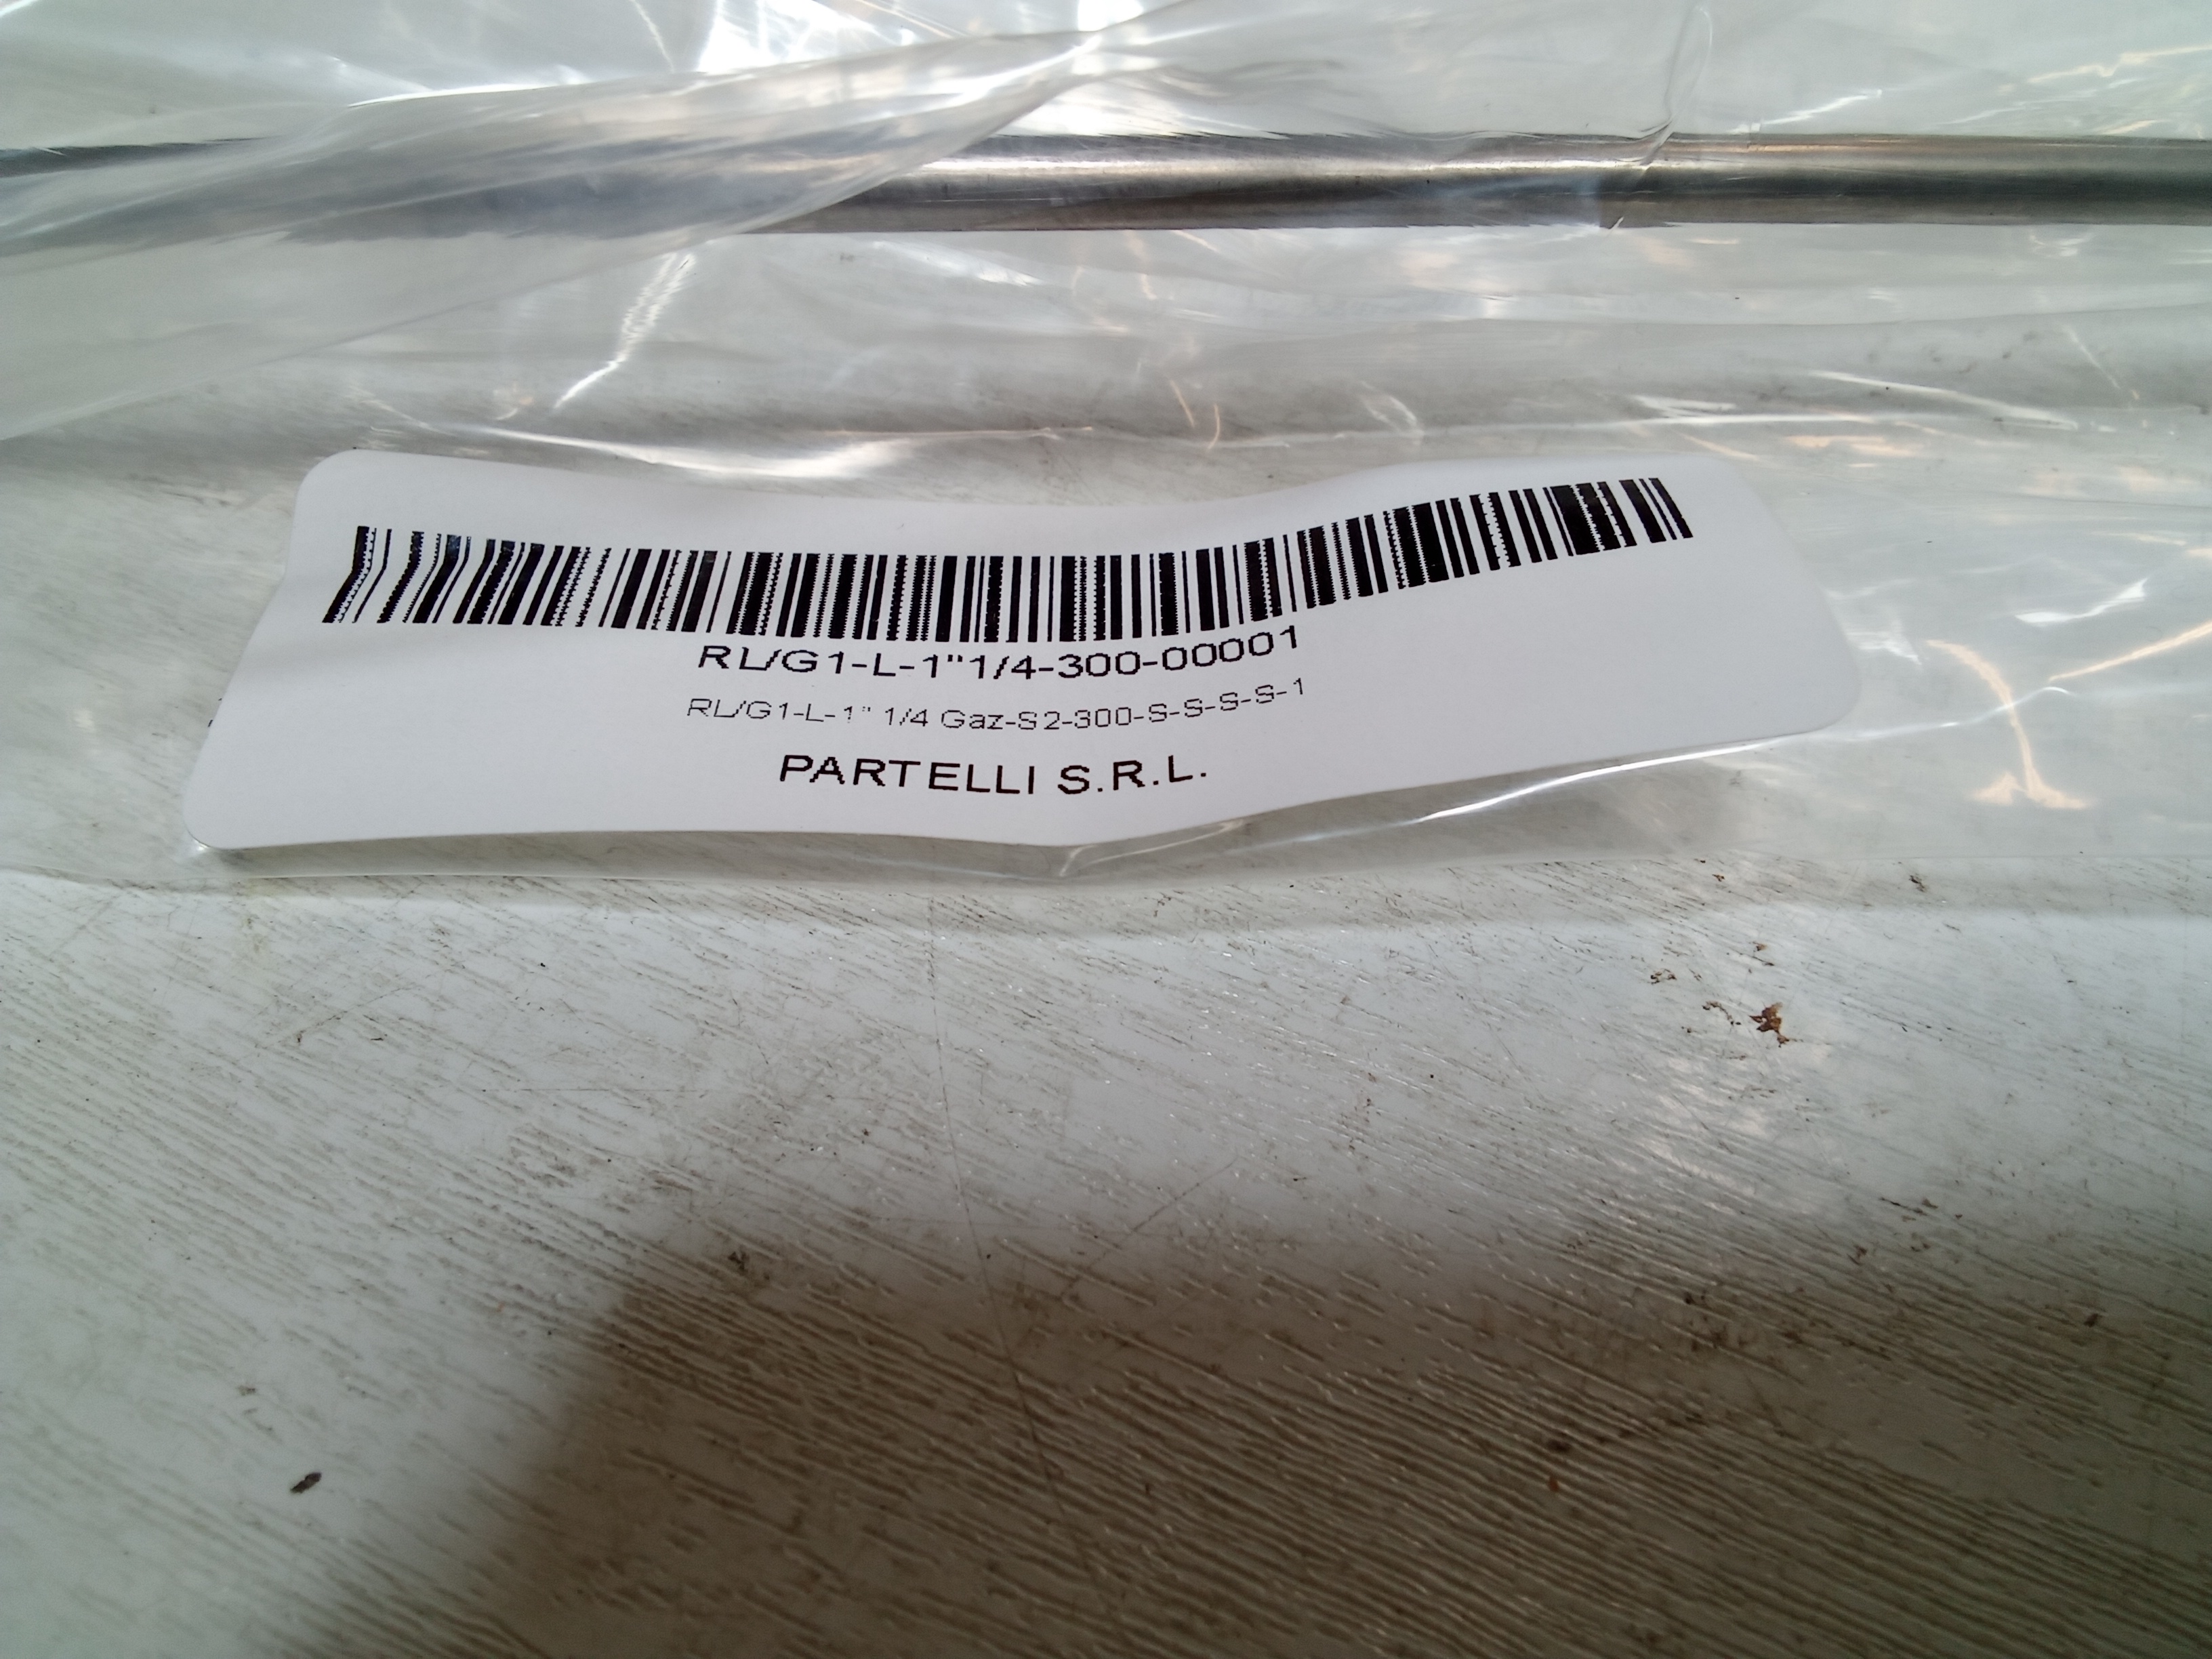 RL/G1-L-1"1/4-300-00001
RL/G1-L-1" 1/4 Gaz-S2-300-S-S-S-S-1
PARTELLI S.R.L.